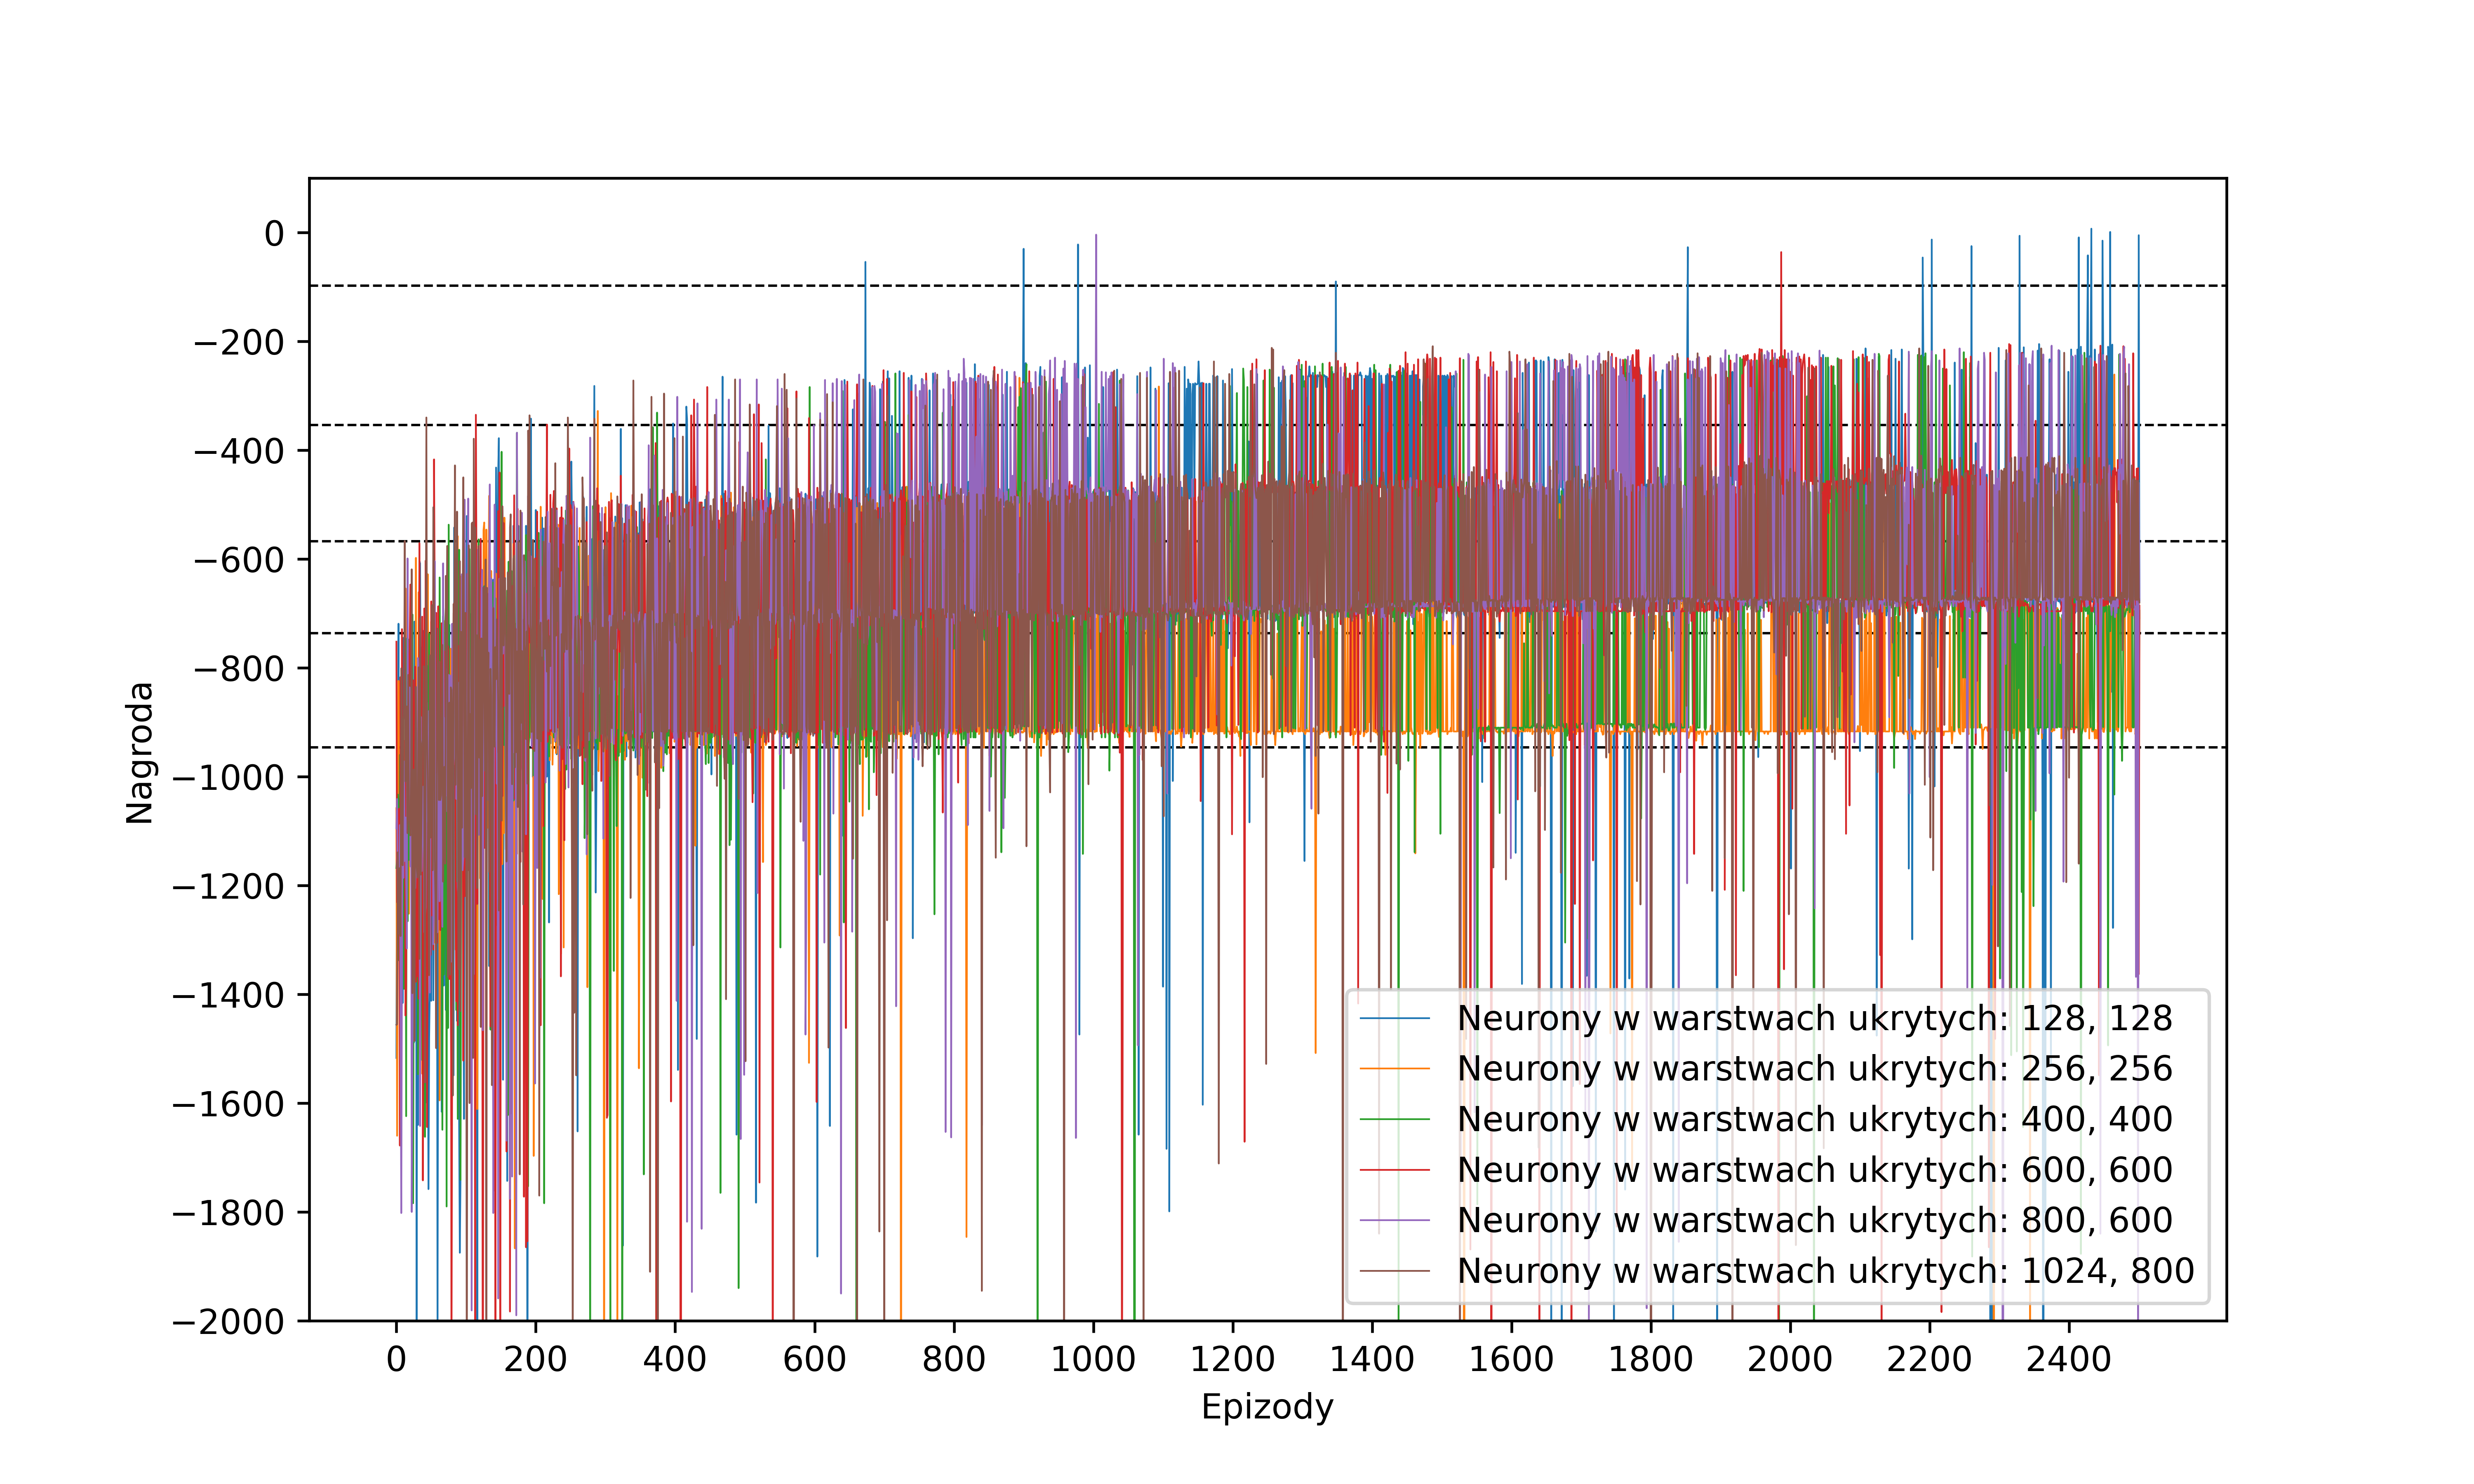 0
−200
−400
−600
−800
−1000
−1200
−1400
−1600
−1800
−2000
Nagroda
Neurony w warstwach ukrytych: 128, 128
Neurony w warstwach ukrytych: 256, 256
Neurony w warstwach ukrytych: 400, 400
Neurony w warstwach ukrytych: 600, 600
Neurony w warstwach ukrytych: 800, 600
Neurony w warstwach ukrytych: 1024, 800
0 200 400 600 800 1000 1200 1400 1600 1800 2000 2200 2400
Epizody